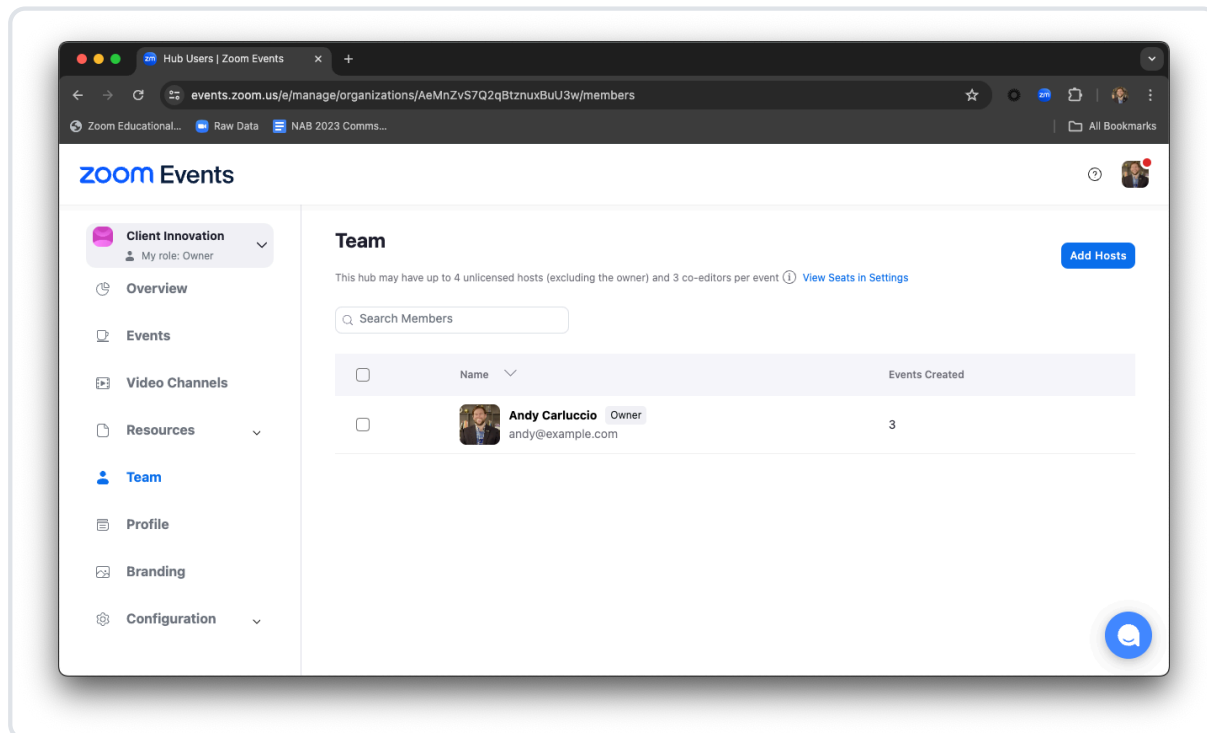 Hub Users | Zoom Events
events.zoom.us/e/manage/organizations/AeMnZvS7Q2qBtznuxBuU3w/members
Zoom Educational... Raw Data NAB 2023 Comms... All Bookmarks
zoom Events
Client Innovation
My role: Owner
Overview
Events
Video Channels
Resources
Team
Profile
Branding
Configuration
Team
Add Hosts
This hub may have up to 4 unlicensed hosts (excluding the owner) and 3 co-editors per event View Seats in Settings
Search Members
Name Events Created
Andy Carluccio Owner 3
andy@example.com